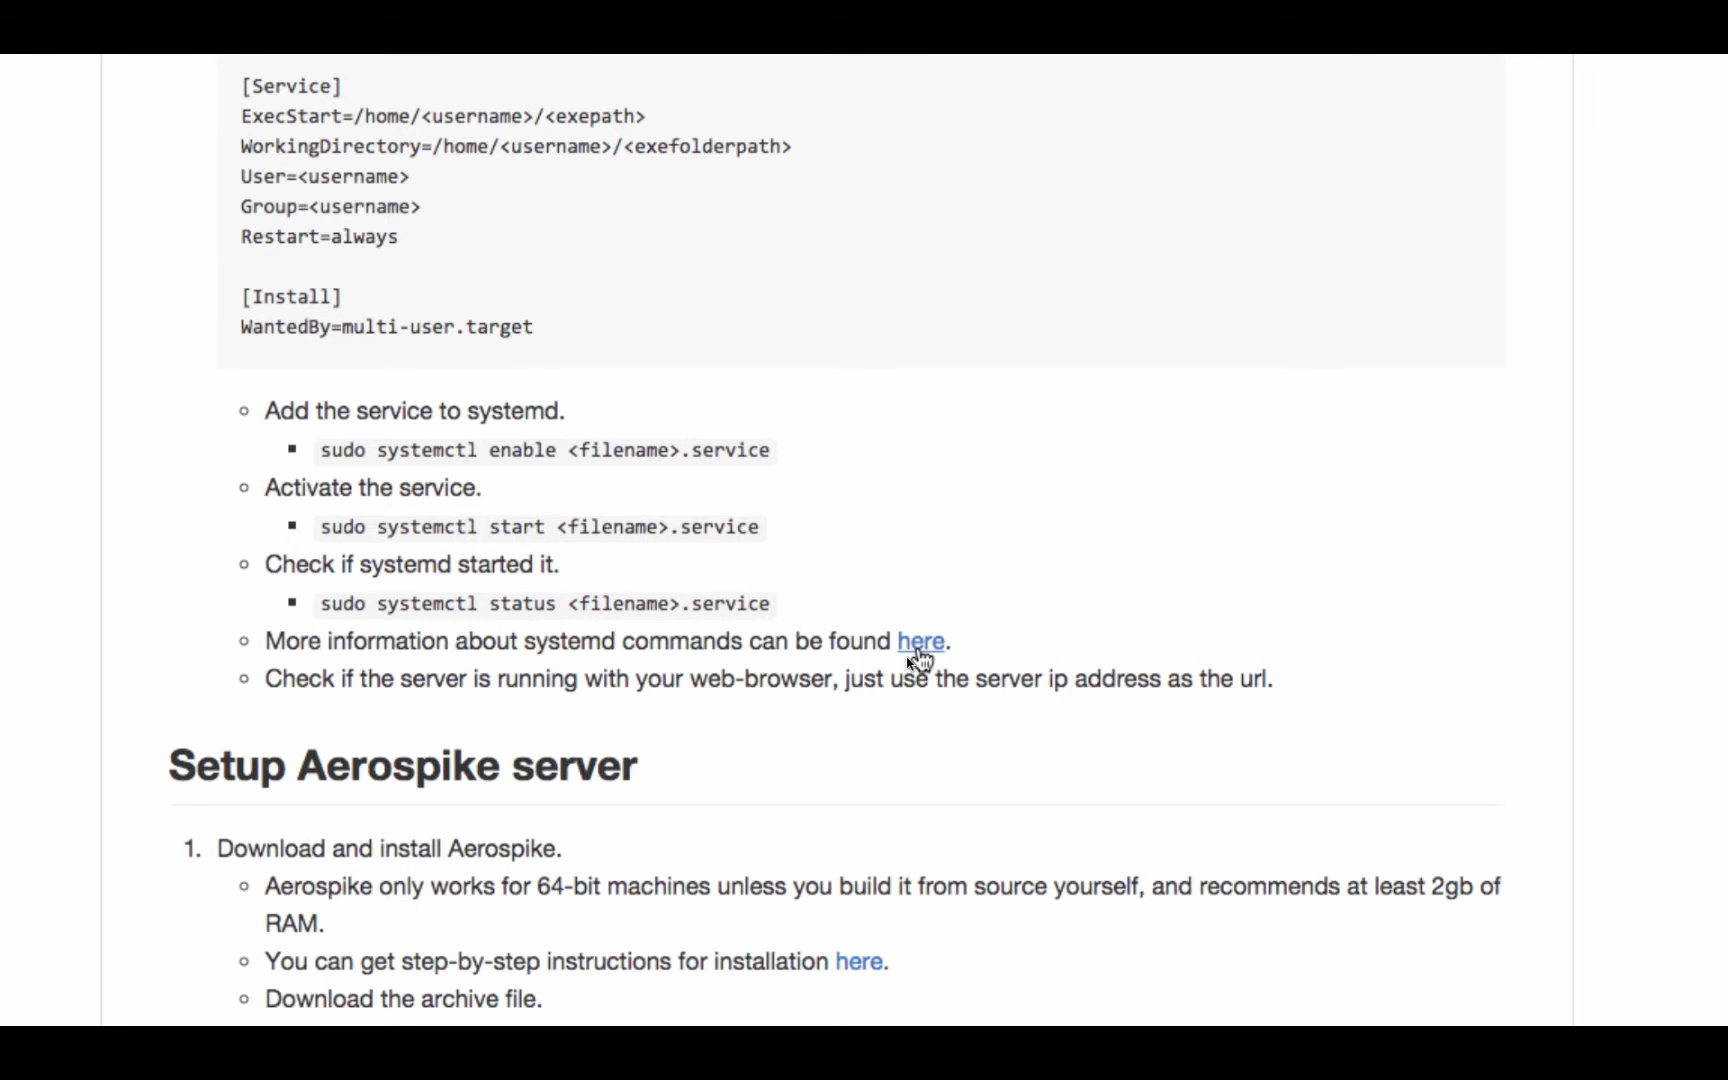 [Service]
ExecStart=/home/<username>/<exepath>
WorkingDirectory=/home/<username>/<exefolderpath>
User=<username>
Group=<username>
Restart=always
[Install]
WantedBy=multi-user.target
Add the service to systemd.
sudo systemctl enable <filename>.service
Activate the service.
sudo systemctl start <filename>.service
Check if systemd started it.
sudo systemctl status <filename>.service
More information about systemd commands can be found here.
Check if the server is running with your web-browser, just use the server ip address as the url.
Setup Aerospike server
1. Download and install Aerospike.
Aerospike only works for 64-bit machines unless you build it from source yourself, and recommends at least 2gb of
RAM.
You can get step-by-step instructions for installation here.
Download the archive file.